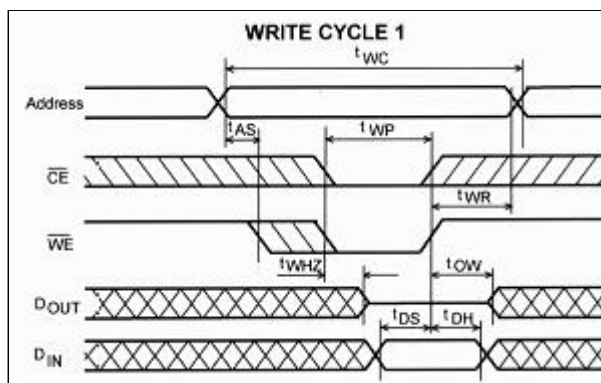 WRITE CYCLE 1
tWC
Address
tAS
tWP
CE
tWR
WE
tWHZ
tOW
DOUT
tDS
tDH
DIN